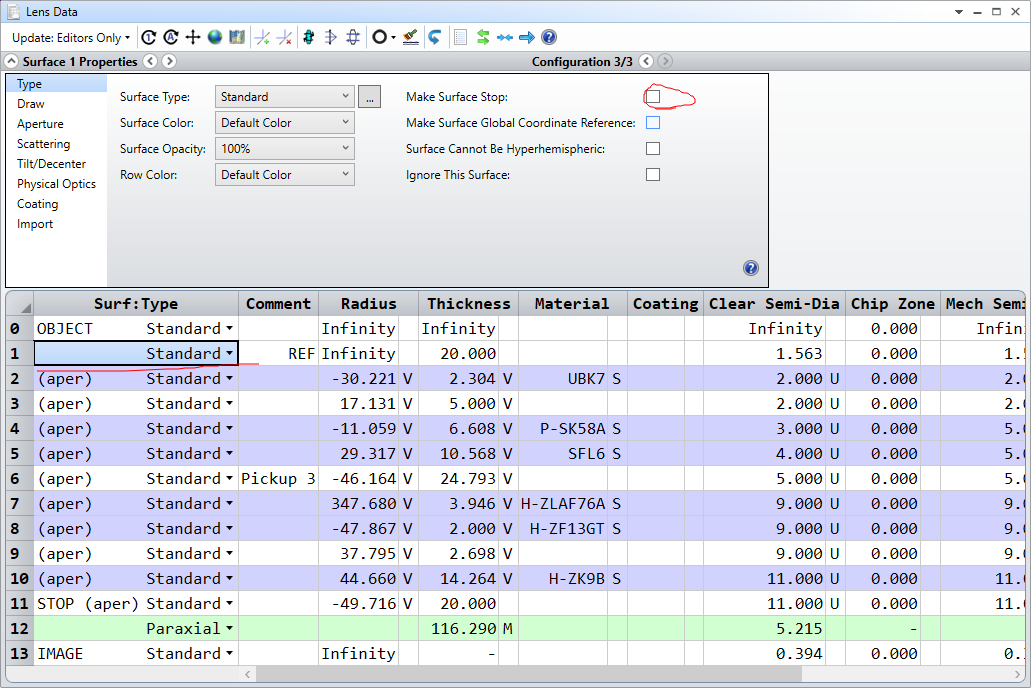 Lens Data
Update: Editors Only
Surface 1 Properties Configuration 3/3
Type
Draw
Aperture
Scattering
Tilt/Decenter
Physical Optics
Coating
Import
Surface Type: Standard ... Make Surface Stop:
Surface Color: Default Color Make Surface Global Coordinate Reference:
Surface Opacity: 100% Surface Cannot Be Hyperhemispheric:
Row Color: Default Color Ignore This Surface:
Surf:Type Comment Radius Thickness Material Coating Clear Semi-Dia Chip Zone Mech Semi
0 OBJECT Standard Infinity Infinity Infinity 0.000 Infini
1 Standard REF Infinity 20.000 1.563 0.000 1.
2 (aper) Standard -30.221 V 2.304 V UBK7 S 2.000 U 0.000 2.0
3 (aper) Standard 17.131 V 5.000 V 2.000 U 0.000 2.0
4 (aper) Standard -11.059 V 6.608 V P-SK58A S 3.000 U 0.000 5.0
5 (aper) Standard 29.317 V 10.568 V SFL6 S 4.000 U 0.000 5.0
6 (aper) Standard Pickup 3 -46.164 V 24.793 V 5.000 U 0.000 5.0
7 (aper) Standard 347.680 V 3.946 V H-ZLAF76A S 9.000 U 0.000 9.0
8 (aper) Standard -47.867 V 2.000 V H-ZF13GT S 9.000 U 0.000 9.0
9 (aper) Standard 37.795 V 2.698 V 9.000 U 0.000 9.0
10 (aper) Standard 44.660 V 14.264 V H-ZK9B S 11.000 U 0.000 11.0
11 STOP (aper) Standard -49.716 V 20.000 11.000 U 0.000 11.0
12 Paraxial 116.290 M 5.215 -
13 IMAGE Standard Infinity - 0.394 0.000 0.